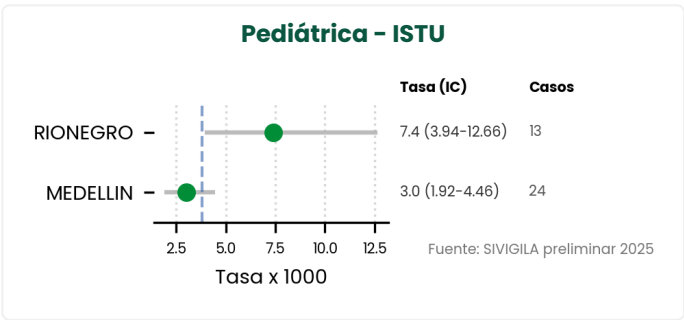 Pediátrica - ISTU
Tasa (IC) Casos
RIONEGRO 7.4 (3.94-12.66) 13
MEDELLIN 3.0 (1.92-4.46) 24
2.5 5.0 7.5 10.0 12.5
Fuente: SIVIGILA preliminar 2025
Tasa x 1000